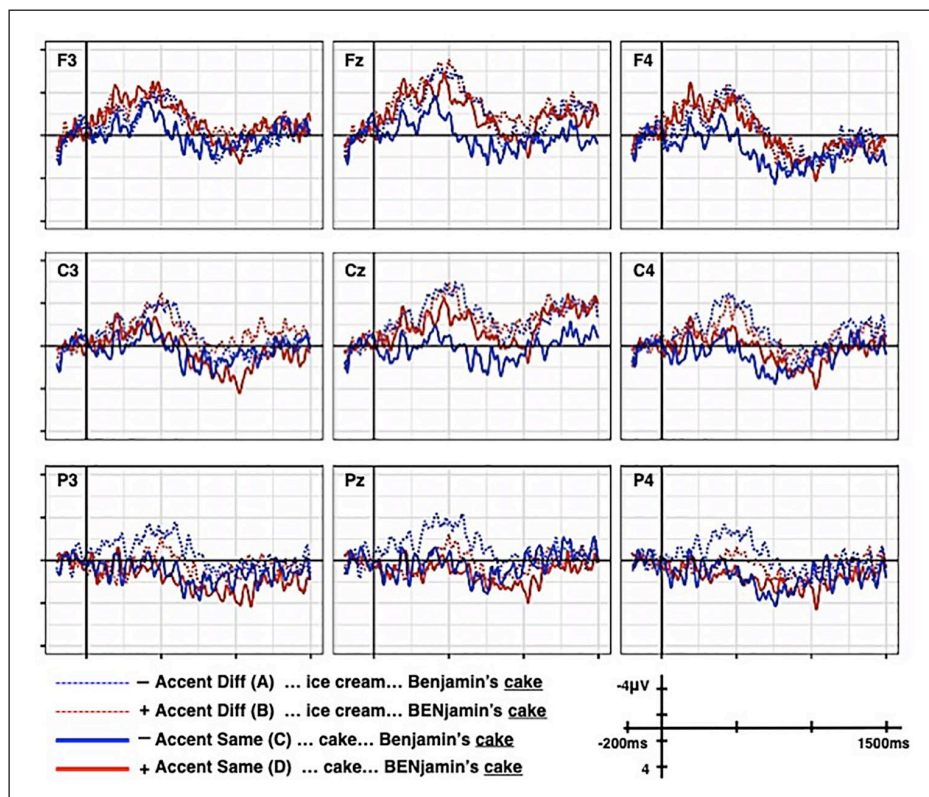 F3
Fz
F4
C3
Cz
C4
P3
Pz
P4
– Accent Diff (A) ... ice cream... Benjamin's cake
+ Accent Diff (B) ... ice cream... BENjamin's cake
– Accent Same (C) ... cake... Benjamin's cake
+ Accent Same (D) ... cake... BENjamin's cake
-4µV
-200ms
1500ms
4